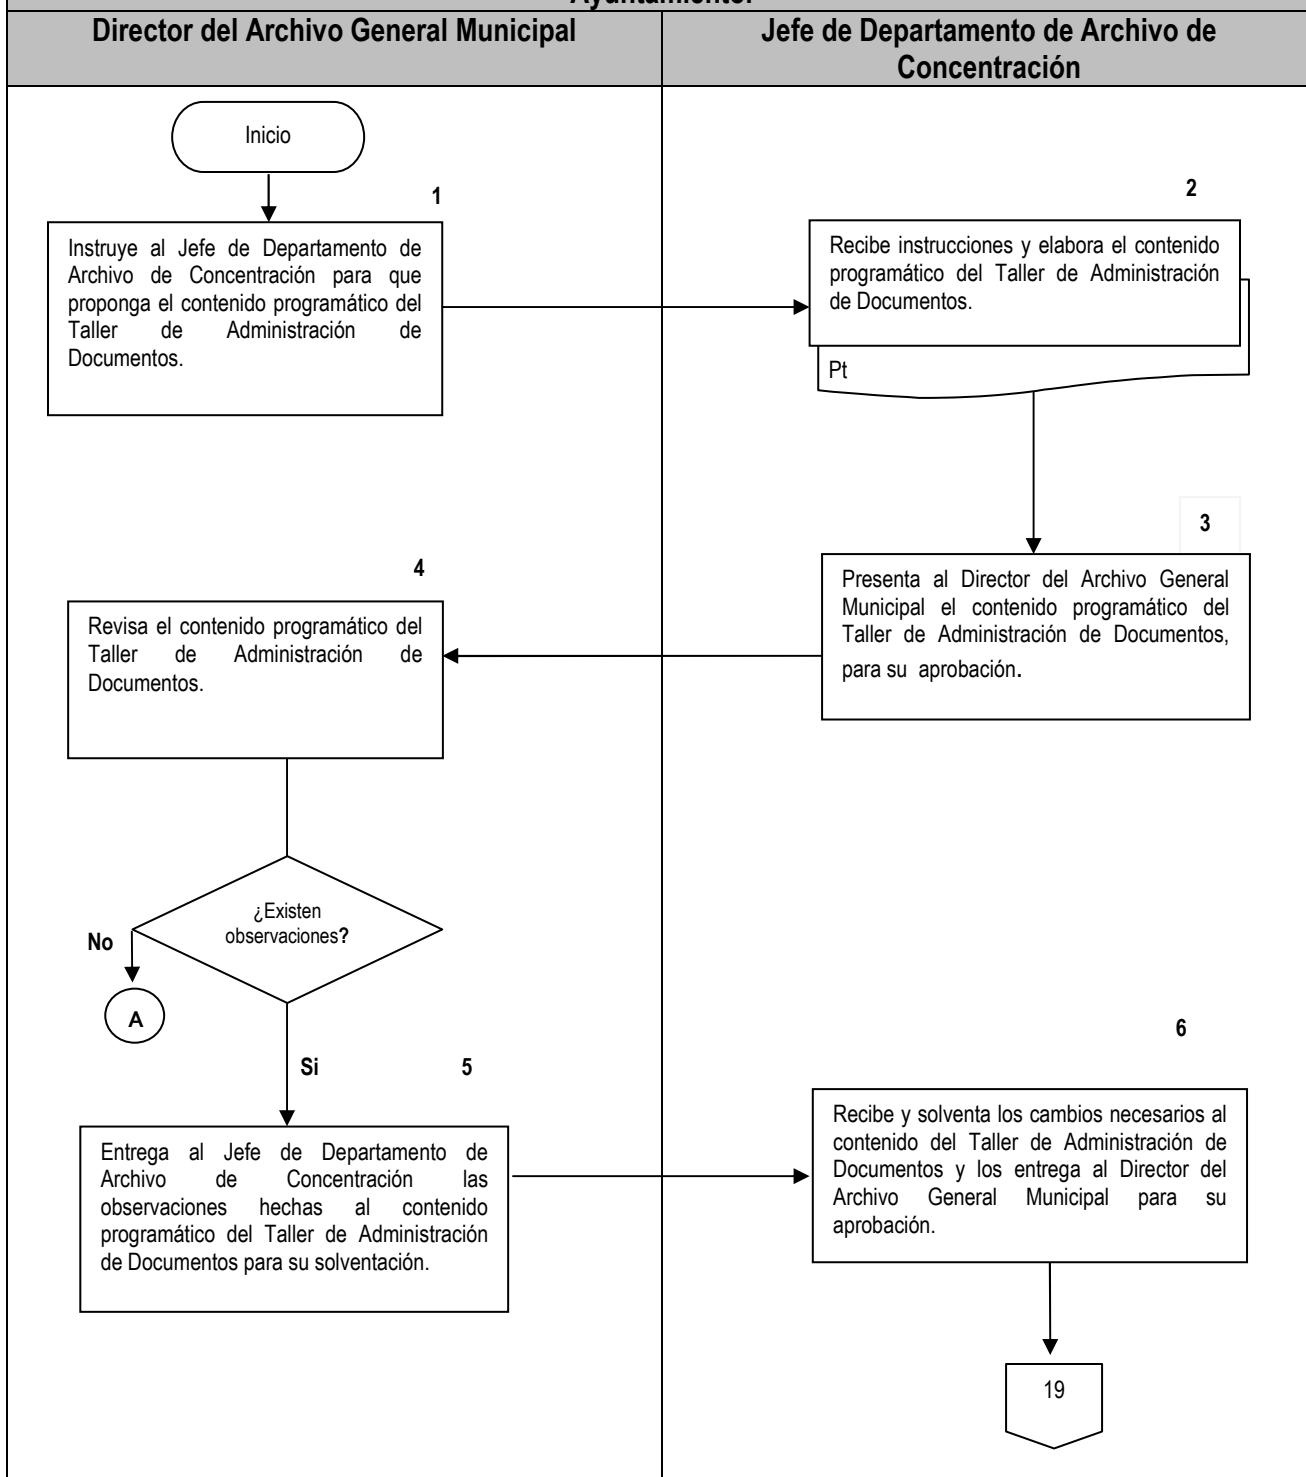 Ayuntamiento.
Director del Archivo General Municipal
Jefe de Departamento de Archivo de
Concentración
Inicio
1
Instruye al Jefe de Departamento de
Archivo de Concentración para que
proponga el contenido programático del
Taller de Administración de
Documentos.
2
Recibe instrucciones y elabora el contenido
programático del Taller de Administración
de Documentos.
Pt
3
Presenta al Director del Archivo General
Municipal el contenido programático del
Taller de Administración de Documentos,
para su aprobación.
4
Revisa el contenido programático del
Taller de Administración de
Documentos.
¿Existen
observaciones?
No
A
Si
5
Entrega al Jefe de Departamento de
Archivo de Concentración las
observaciones hechas al contenido
programático del Taller de Administración
de Documentos para su solventación.
6
Recibe y solventa los cambios necesarios al
contenido del Taller de Administración de
Documentos y los entrega al Director del
Archivo General Municipal para su
aprobación.
19